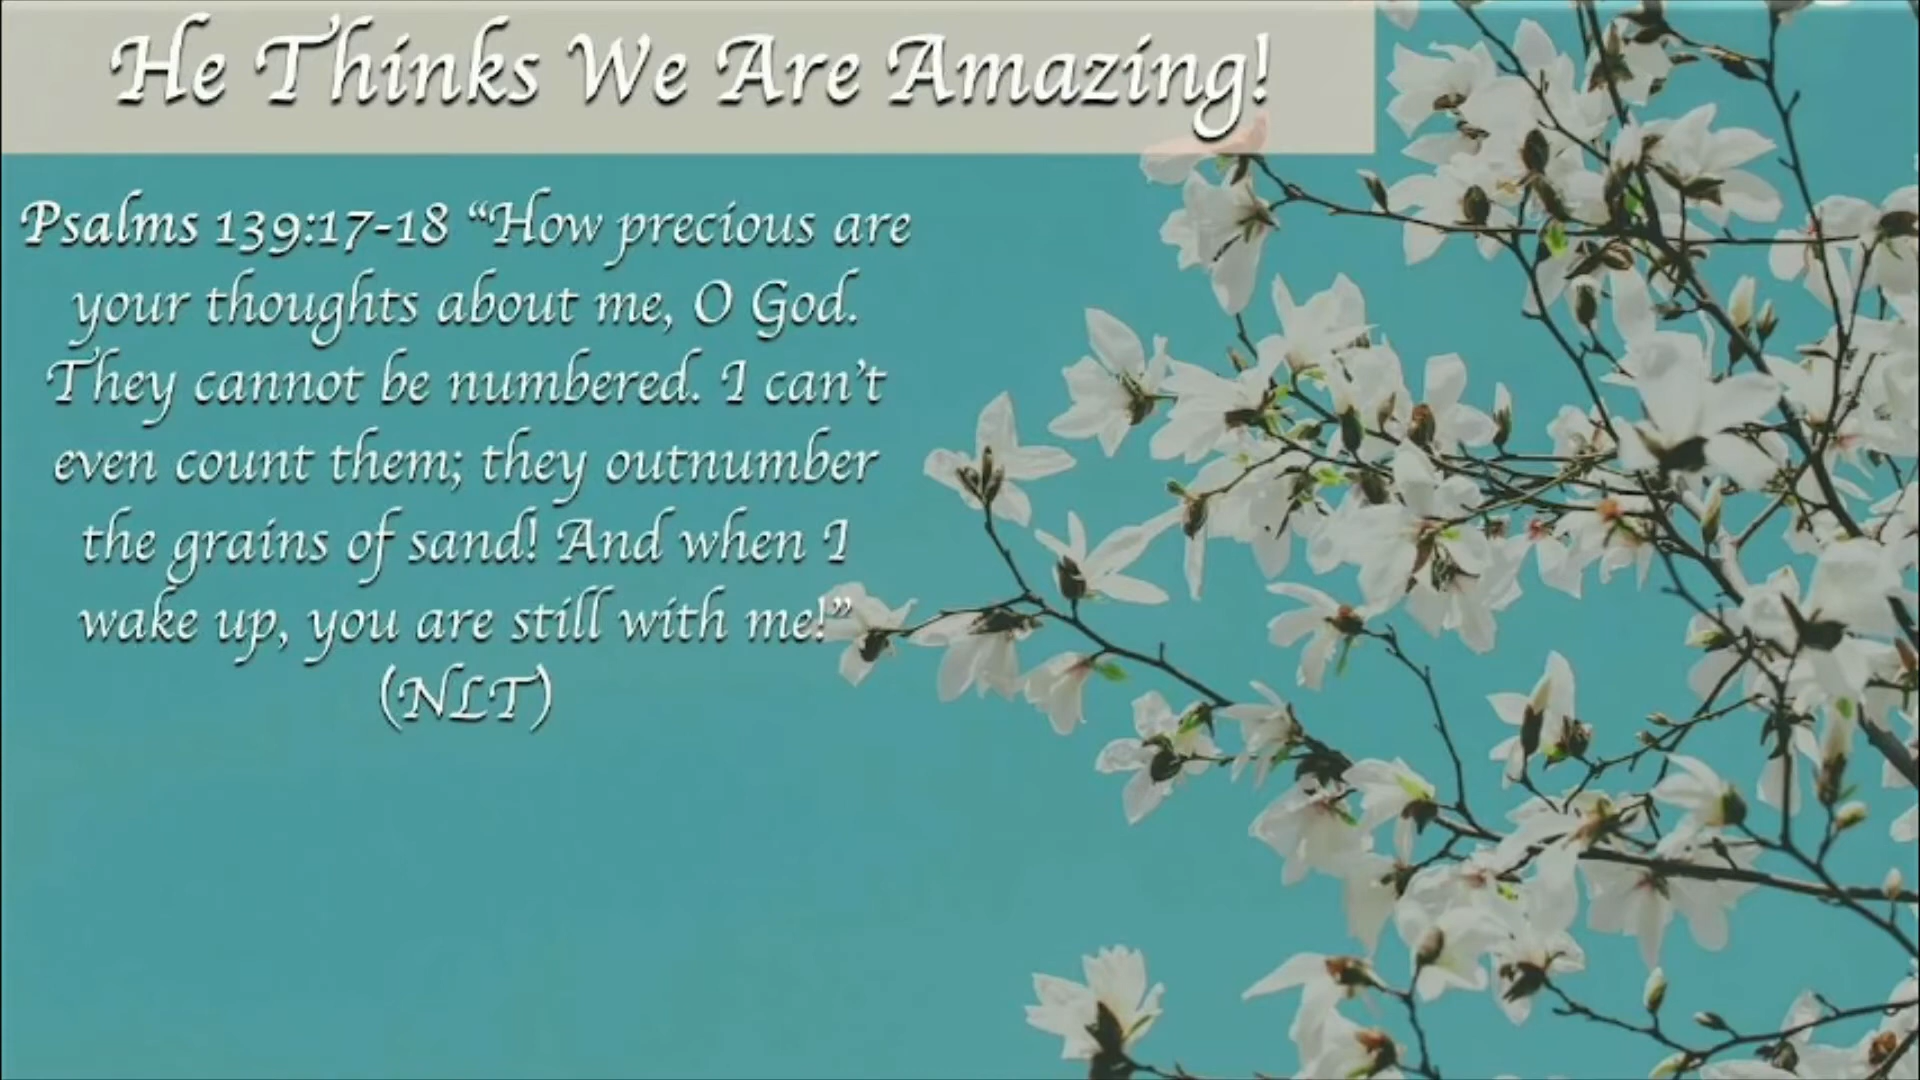 He Thinks We Are Amazing!
Psalms 139:17-18 “How precious are
your thoughts about me, O God.
They cannot be numbered. I can’t
even count them; they outnumber
the grains of sand! And when I
wake up, you are still with me!”
(NLT)